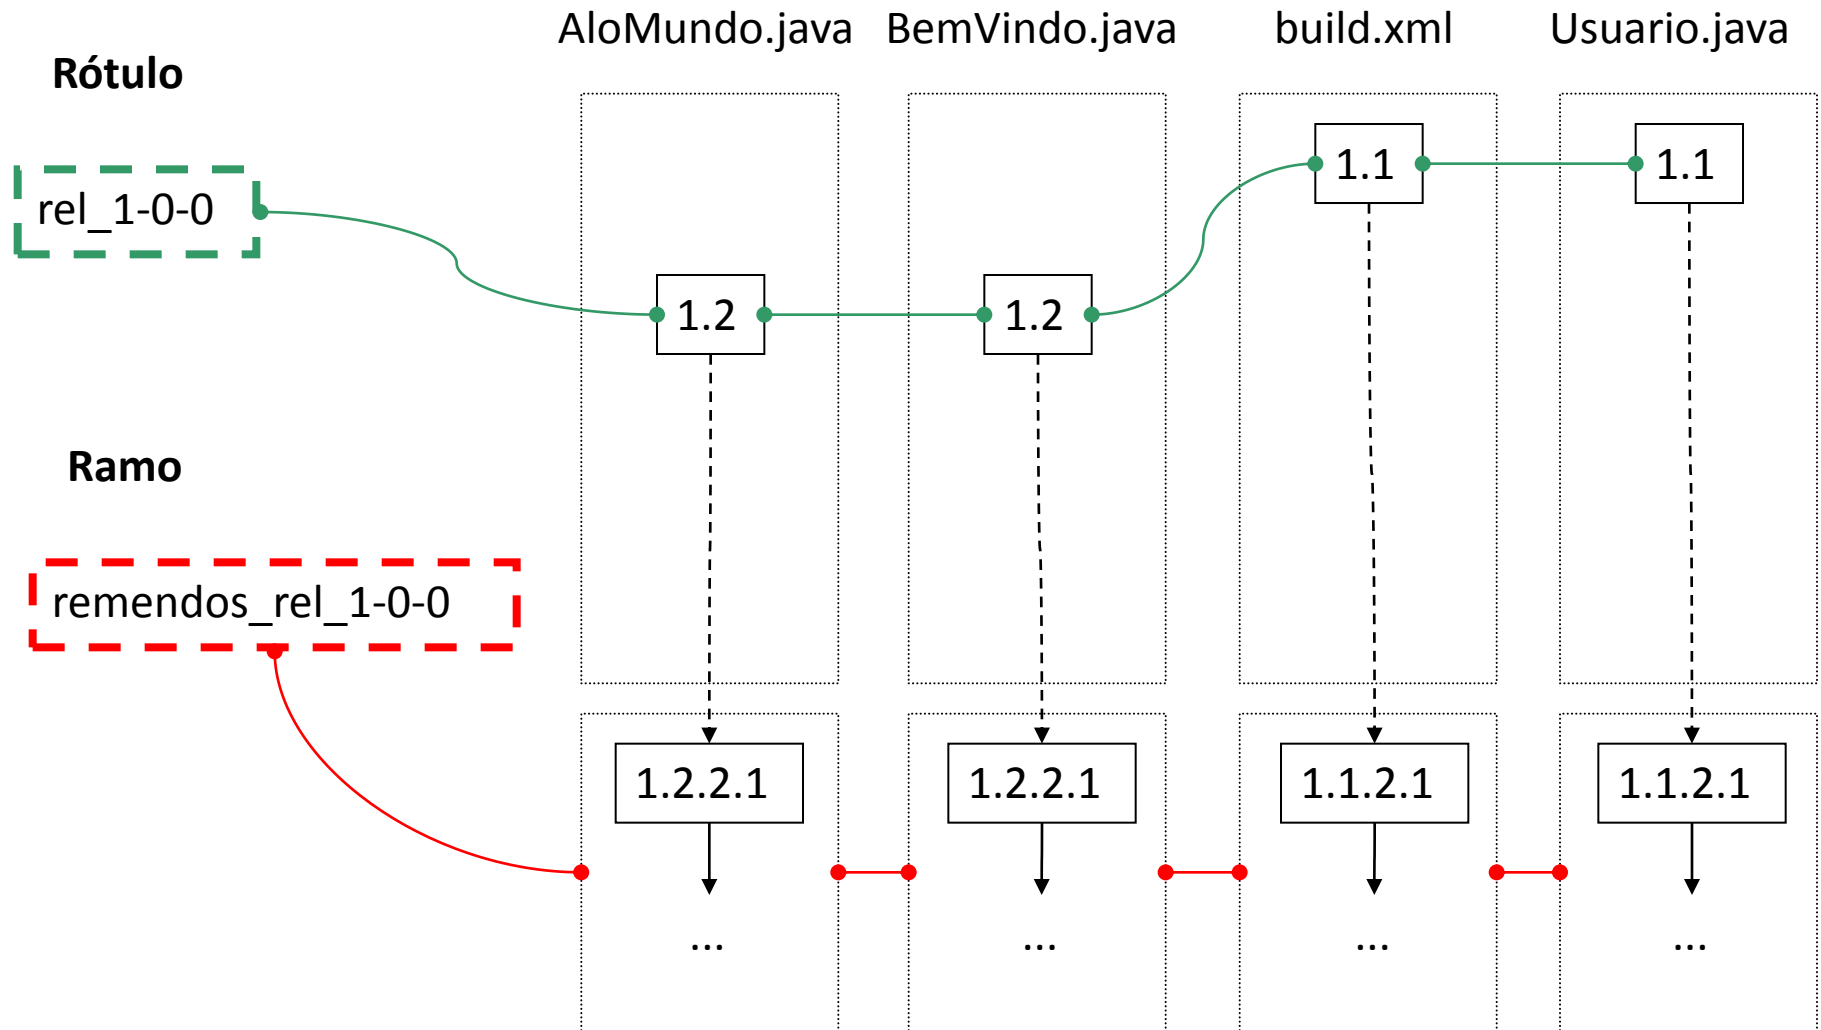 AloMundo.java BemVindo.java build.xml Usuario.java
Rótulo
rel_1-0-0
1.1 1.1
1.2 1.2
Ramo
remendos_rel_1-0-0
1.2.2.1 1.2.2.1 1.1.2.1 1.1.2.1
... ... ... ...